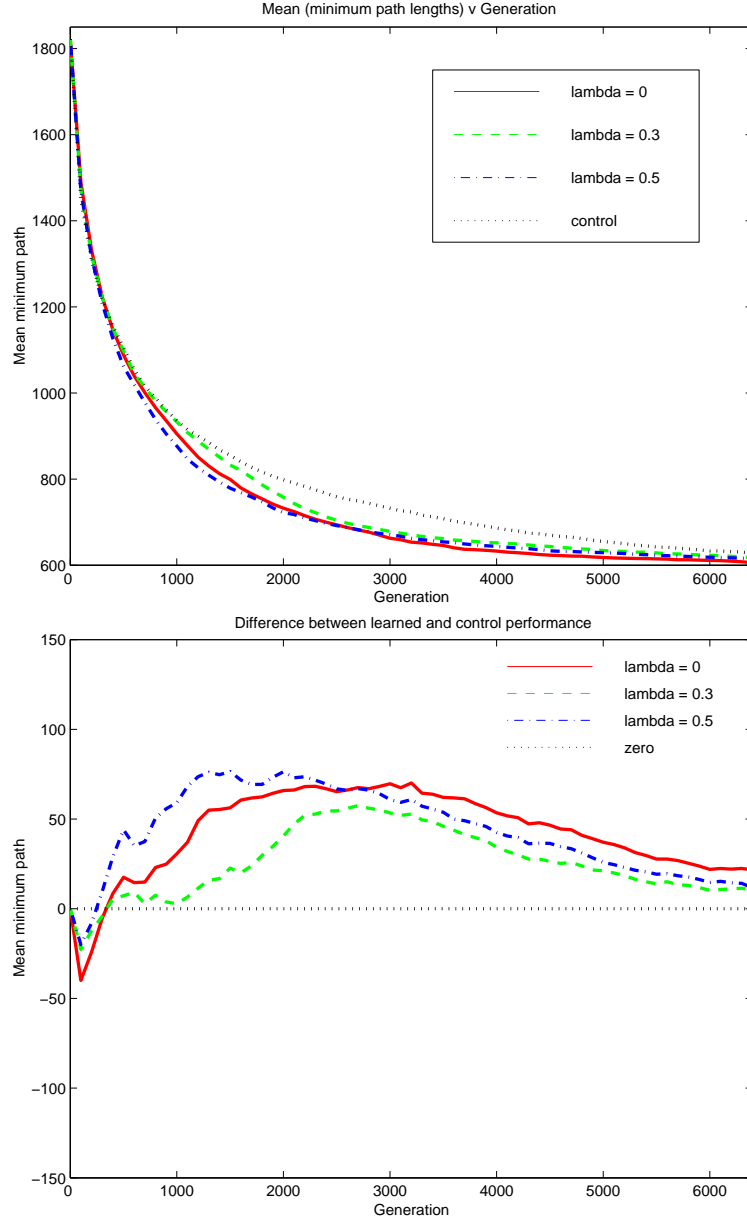 Mean (minimum path lengths) v Generation
1800
1600
1400
1200
1000
800
600
Mean minimum path
lambda = 0
lambda = 0.3
lambda = 0.5
control
0 1000 2000 3000 4000 5000 6000
Generation
Difference between learned and control performance
150
100
50
0
−50
−100
−150
Mean minimum path
lambda = 0
lambda = 0.3
lambda = 0.5
zero
0 1000 2000 3000 4000 5000 6000
Generation